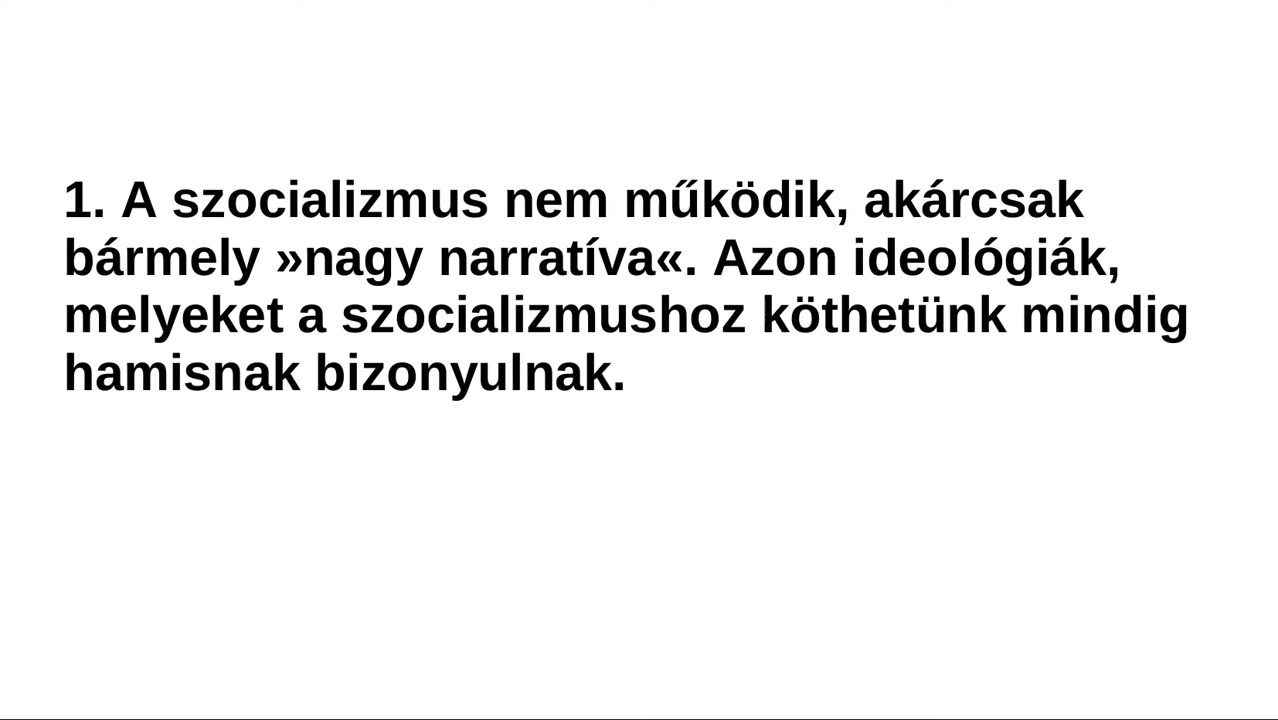 1. A szocializmus nem működik, akárcsak
bármely »nagy narratíva«. Azon ideológiák,
melyeket a szocializmushoz köthetünk mindig
hamisnak bizonyulnak.